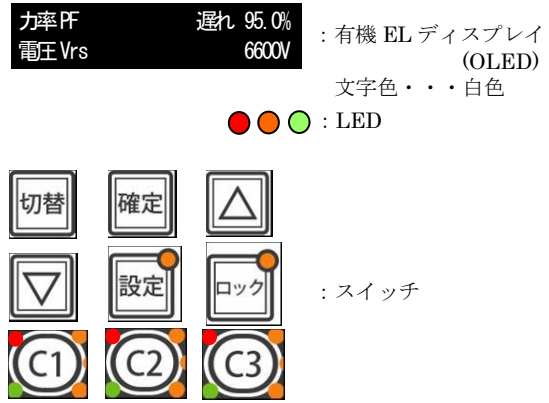 力率PF 遅れ 95.0%
電圧Vrs 6600V
：有機 EL ディスプレイ
(OLED)
文字色・・・白色
：LED
切替 確定 △
▽ 設定 ロック
：スイッチ
C1 C2 C3